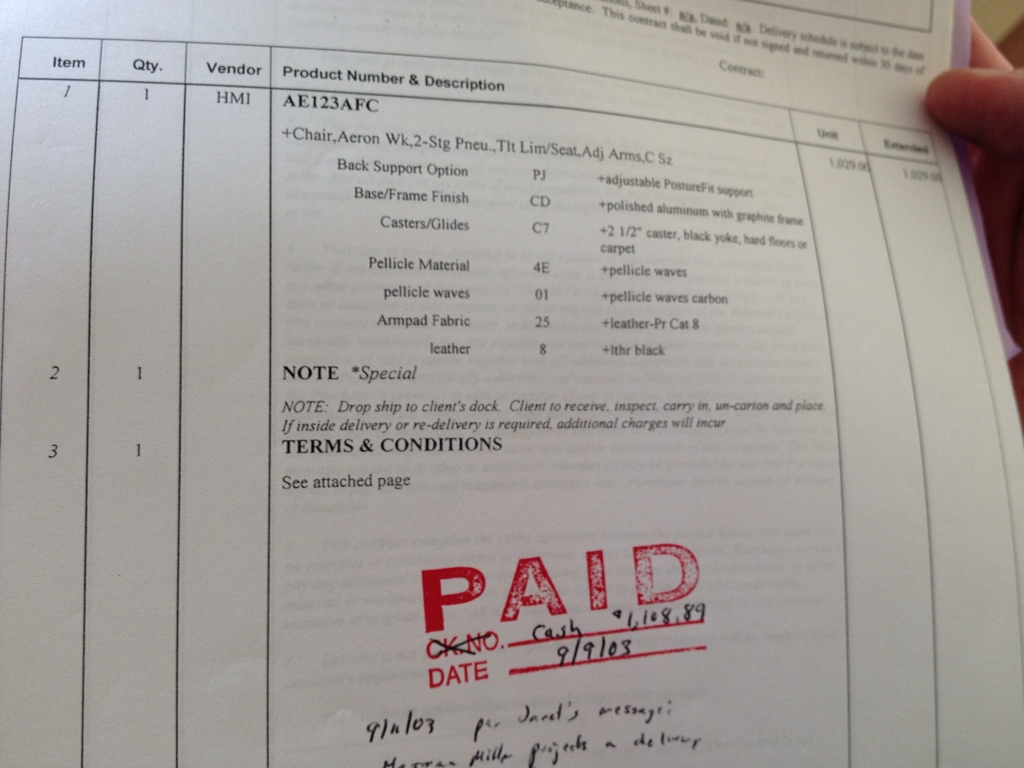 Sheet #: n/a, Dated: n/a. Delivery schedule is subject to the date
acceptance. This contract shall be void if not signed and returned within 30 days of
Contract:
Item Qty. Vendor Product Number & Description Unit Extended
1 1 HMI AE123AFC 1,029.00 1,029.00
+Chair,Aeron Wk,2-Stg Pneu.,Tlt Lim/Seat,Adj Arms,C Sz
Back Support Option PJ +adjustable PostureFit support
Base/Frame Finish CD +polished aluminum with graphite frame
Casters/Glides C7 +2 1/2" caster, black yoke, hard floors or
carpet
Pellicle Material 4E +pellicle waves
pellicle waves 01 +pellicle waves carbon
Armpad Fabric 25 +leather-Pr Cat 8
leather 8 +lthr black
2 1 NOTE *Special
NOTE: Drop ship to client's dock. Client to receive, inspect, carry in, un-carton and place.
If inside delivery or re-delivery is required, additional charges will incur
3 1 TERMS & CONDITIONS
See attached page
PAID
CK.NO. Cash $1,108.89
DATE 9/9/03
9/11/03 per Janel's message:
Herman Miller projects a delivery